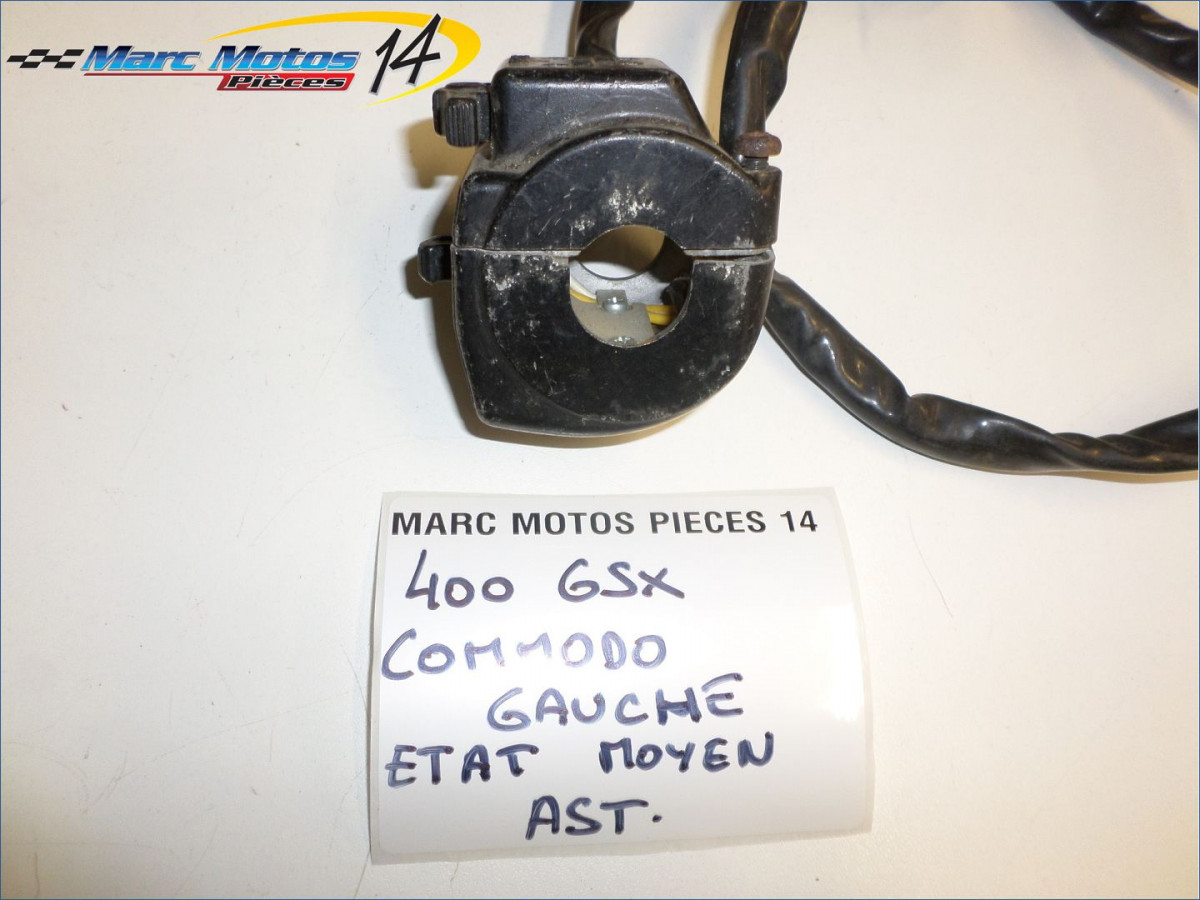 Marc Motos 14
Pièces
MARC MOTOS PIECES 14
400 GSX
COMMODO
GAUCHE
ETAT MOYEN
AST.